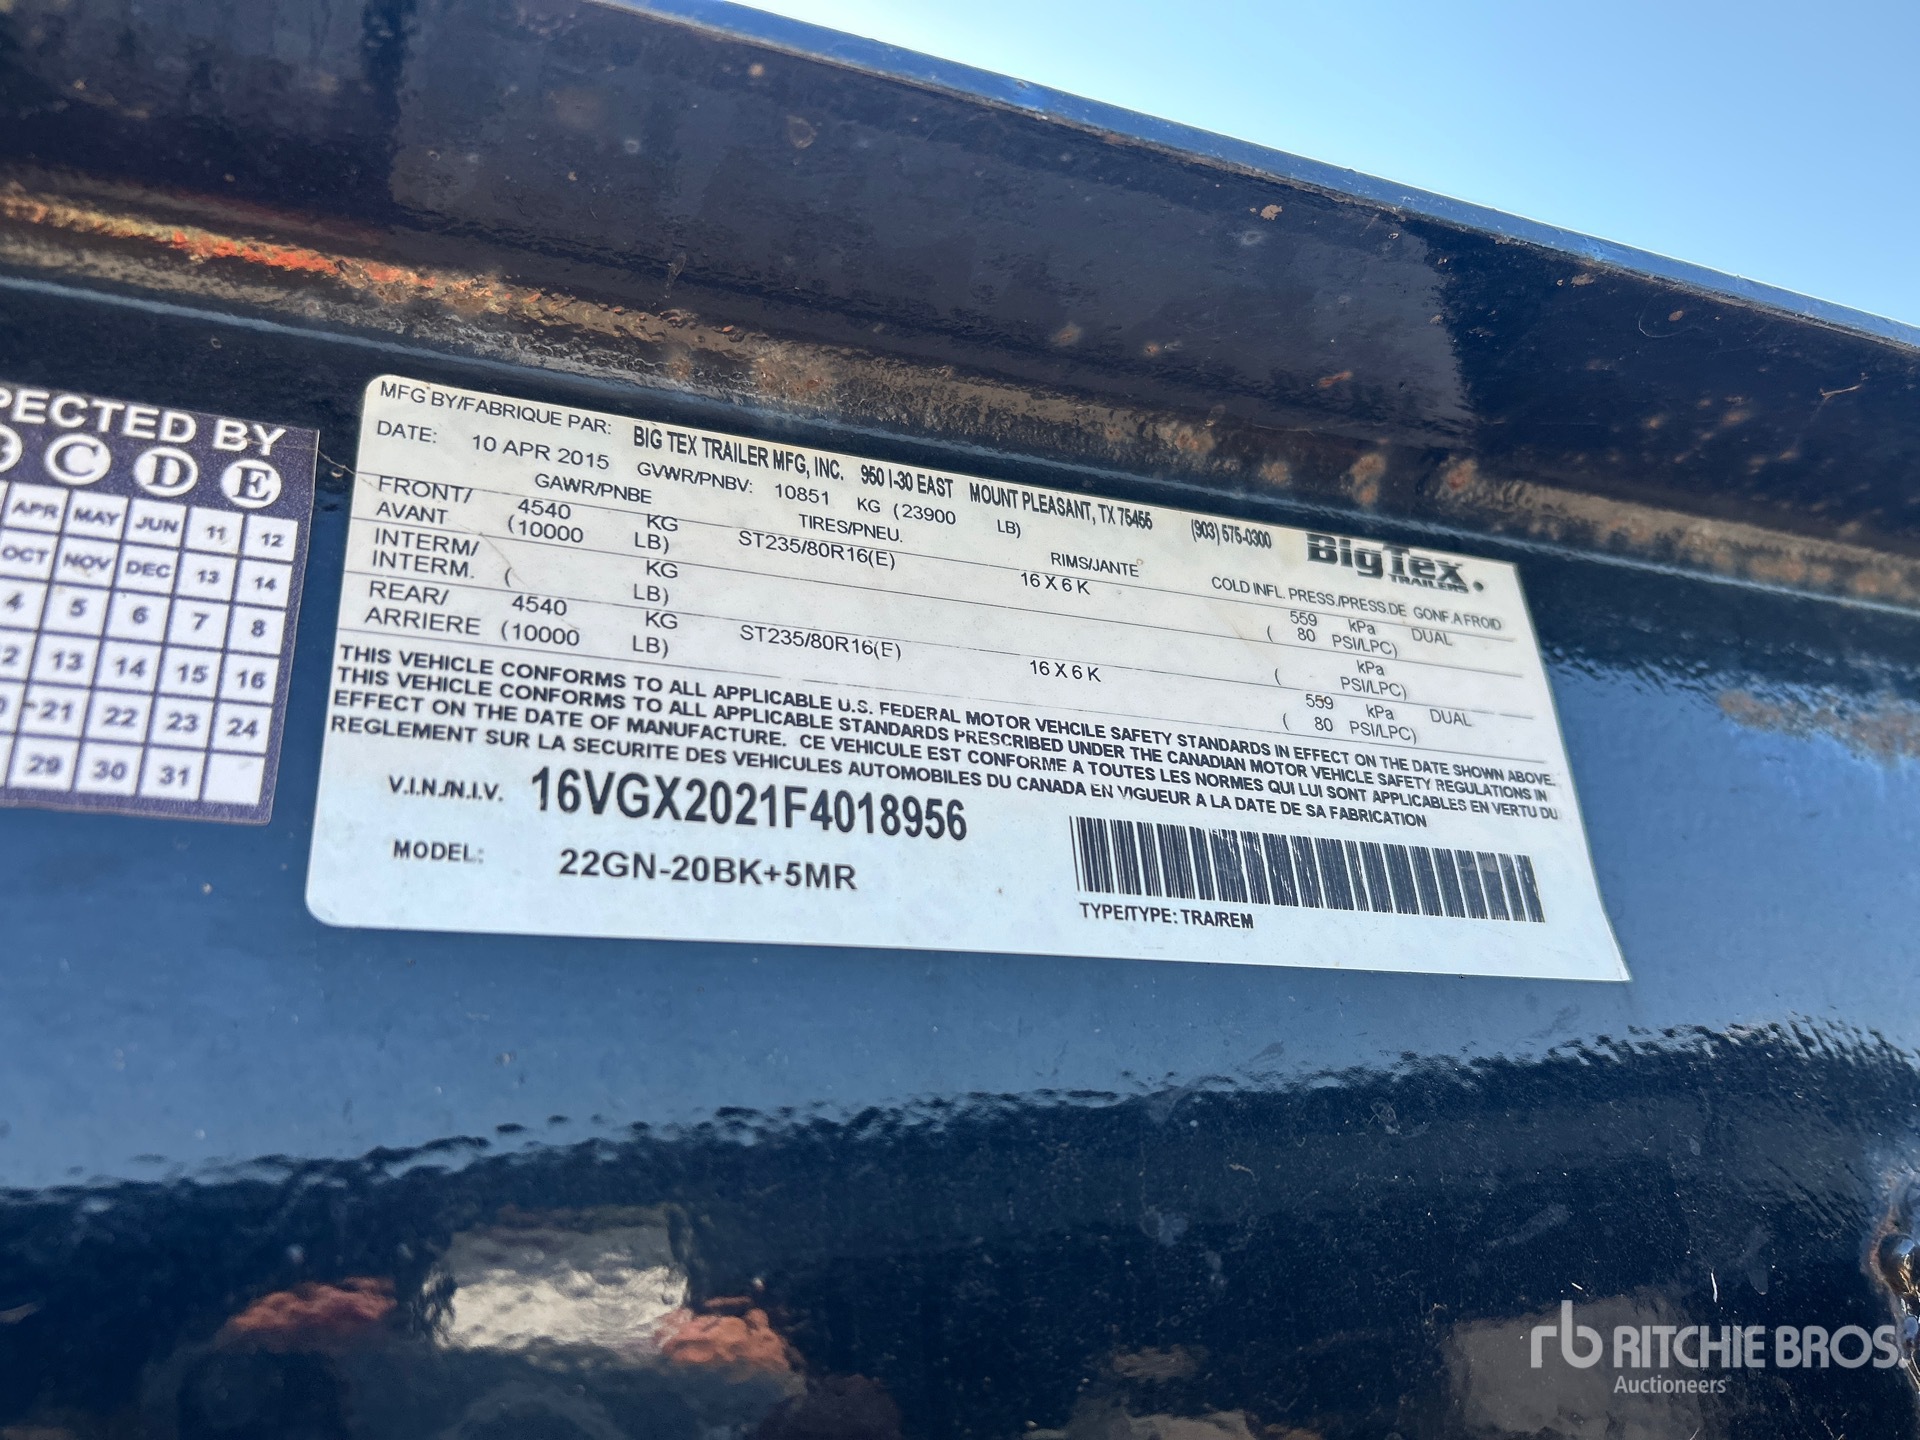 PECTED BY
C D E
APR MAY JUN 11 12
OCT NOV DEC 13 14
4 5 6 7 8
13 14 15 16
21 22 23 24
29 30 31
MFG BY/FABRIQUE PAR: BIG TEX TRAILER MFG, INC. 950 I-30 EAST MOUNT PLEASANT, TX 75455 (903) 575-0300
BigTex
TRAILERS
DATE: 10 APR 2015 GVWR/PNBV: 10851 KG (23900 LB)
GAWR/PNBE TIRES/PNEU. RIMS/JANTE COLD INFL. PRESS./PRESS.DE GONF.A FROID
FRONT/ 4540 KG ST235/80R16(E) 16 X 6 K 559 kPa DUAL
AVANT (10000 LB) ( 80 PSI/LPC)
INTERM/ KG kPa
INTERM. ( LB) ( PSI/LPC)
REAR/ 4540 KG ST235/80R16(E) 16 X 6 K 559 kPa DUAL
ARRIERE (10000 LB) ( 80 PSI/LPC)
THIS VEHICLE CONFORMS TO ALL APPLICABLE U.S. FEDERAL MOTOR VEHCILE SAFETY STANDARDS IN EFFECT ON THE DATE SHOWN ABOVE.
THIS VEHICLE CONFORMS TO ALL APPLICABLE STANDARDS PRESCRIBED UNDER THE CANADIAN MOTOR VEHICLE SAFETY REGULATIONS IN
EFFECT ON THE DATE OF MANUFACTURE. CE VEHICULE EST CONFORME A TOUTES LES NORMES QUI LUI SONT APPLICABLES EN VERTU DU
REGLEMENT SUR LA SECURITE DES VEHICULES AUTOMOBILES DU CANADA EN VIGUEUR A LA DATE DE SA FABRICATION
V.I.N./N.I.V. 16VGX2021F4018956
MODEL: 22GN-20BK+5MR
TYPE/TYPE: TRA/REM
rb RITCHIE BROS.
Auctioneers